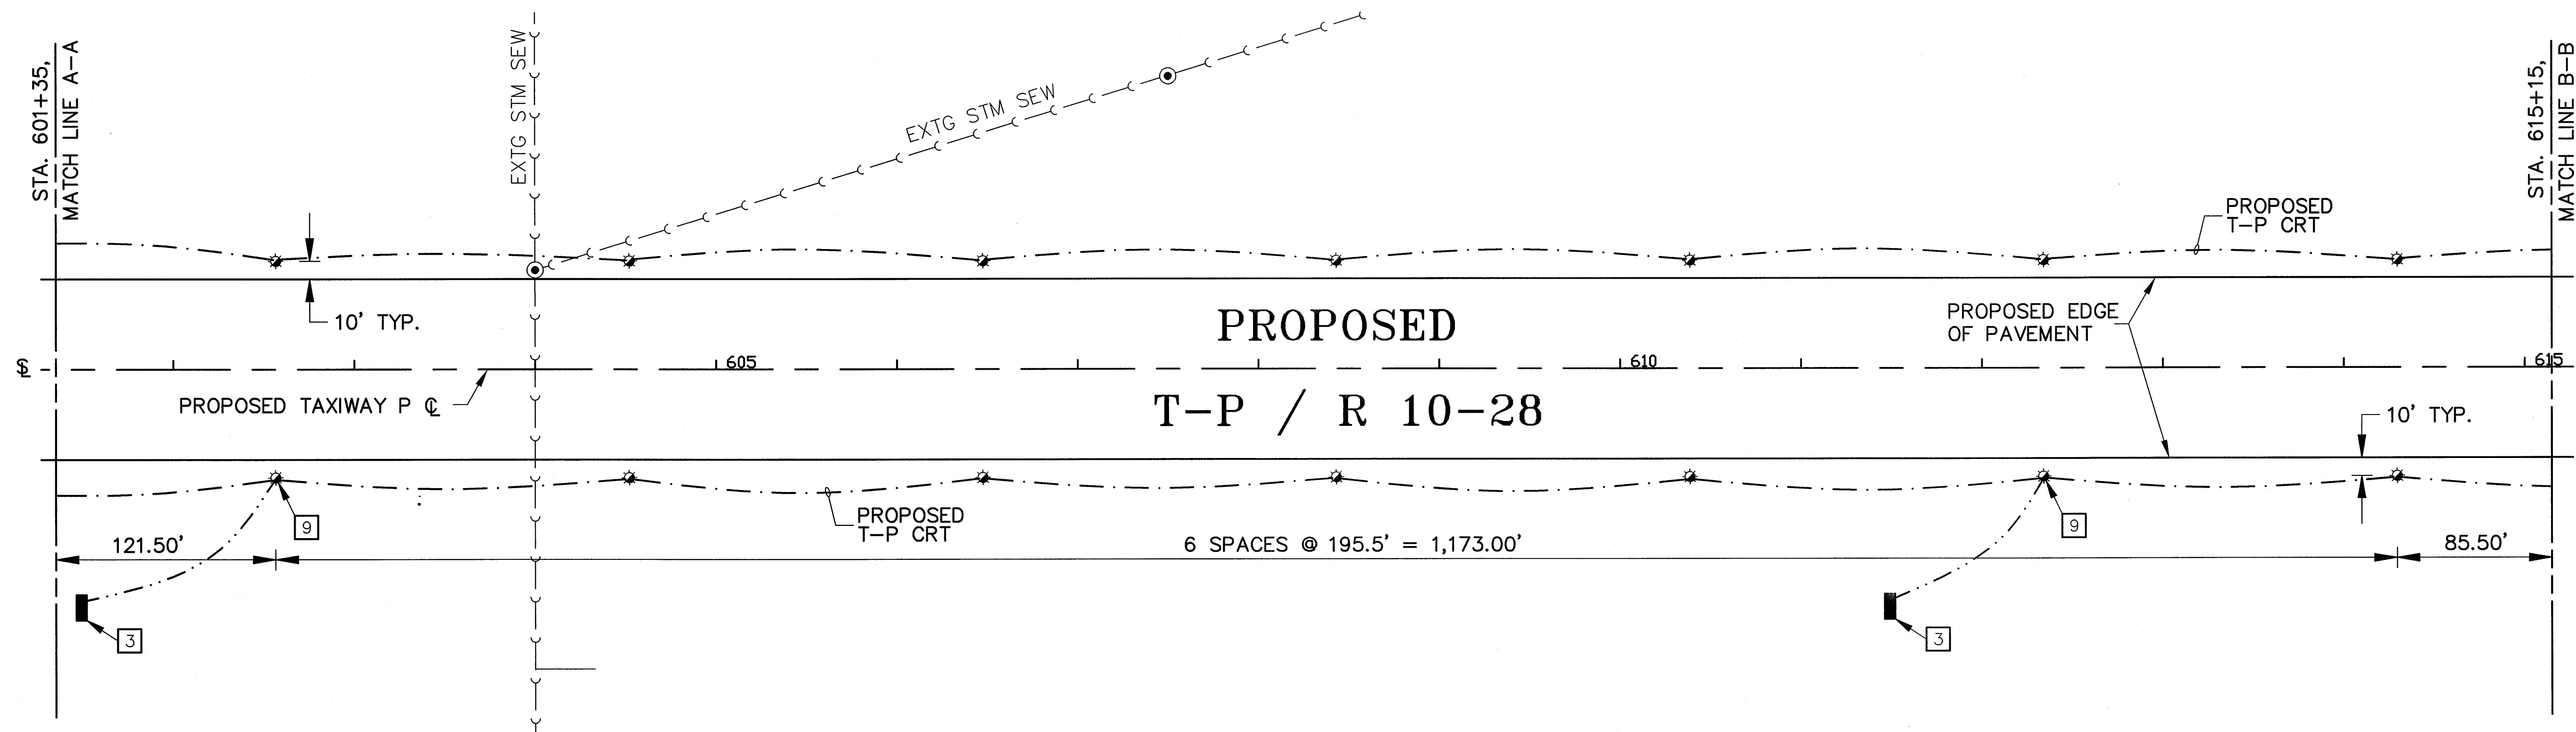 STA. 601+35,
MATCH LINE A-A
EXTG STM SEW
EXTG STM SEW
STA. 615+15,
MATCH LINE B-B
PROPOSED
T-P CRT
10' TYP.
PROPOSED
PROPOSED EDGE
OF PAVEMENT
605
610
615
PROPOSED TAXIWAY P ℄
T-P / R 10-28
10' TYP.
9
PROPOSED
T-P CRT
9
121.50'
6 SPACES @ 195.5' = 1,173.00'
85.50'
3
3